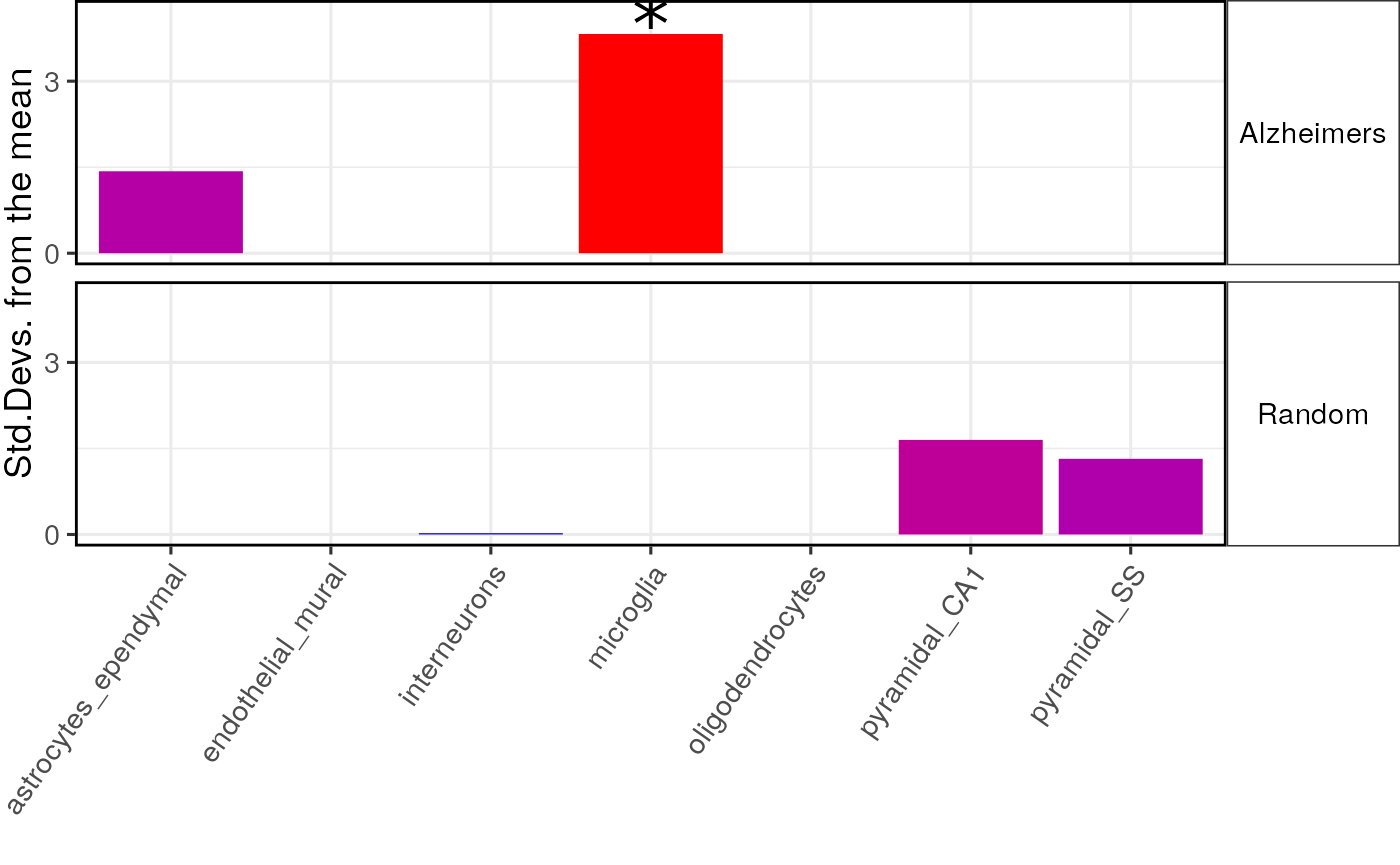 Std.Devs. from the mean
*
3
0
Alzheimers
3
0
Random
astrocytes_ependymal
endothelial_mural
interneurons
microglia
oligodendrocytes
pyramidal_CA1
pyramidal_SS